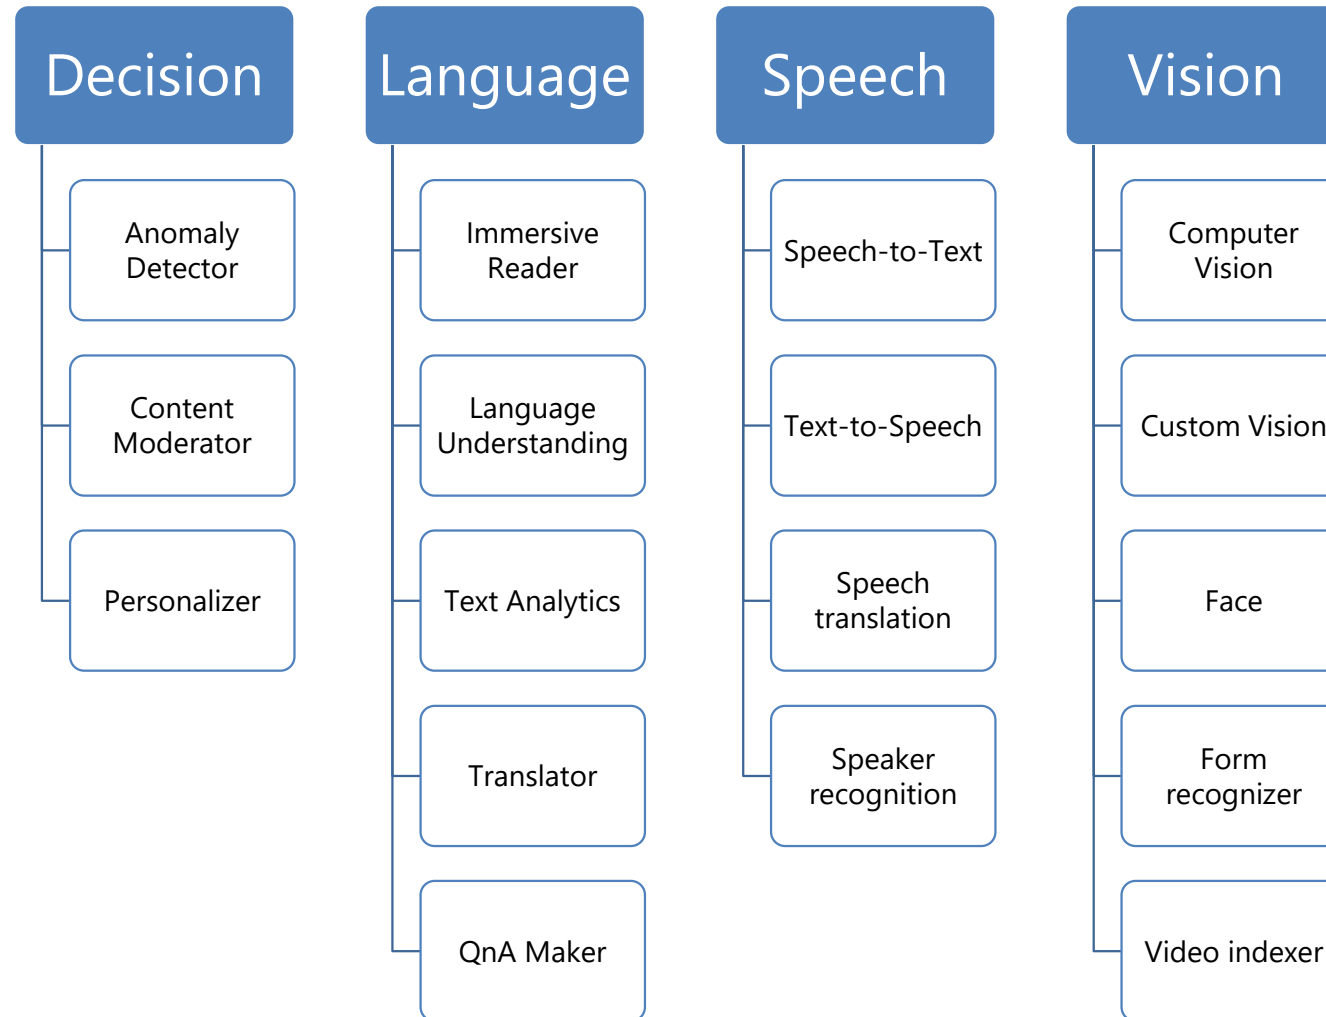 Decision
Anomaly
Detector
Content
Moderator
Personalizer
Language
Immersive
Reader
Language
Understanding
Text Analytics
Translator
QnA Maker
Speech
Speech-to-Text
Text-to-Speech
Speech
translation
Speaker
recognition
Vision
Computer
Vision
Custom Vision
Face
Form
recognizer
Video indexer